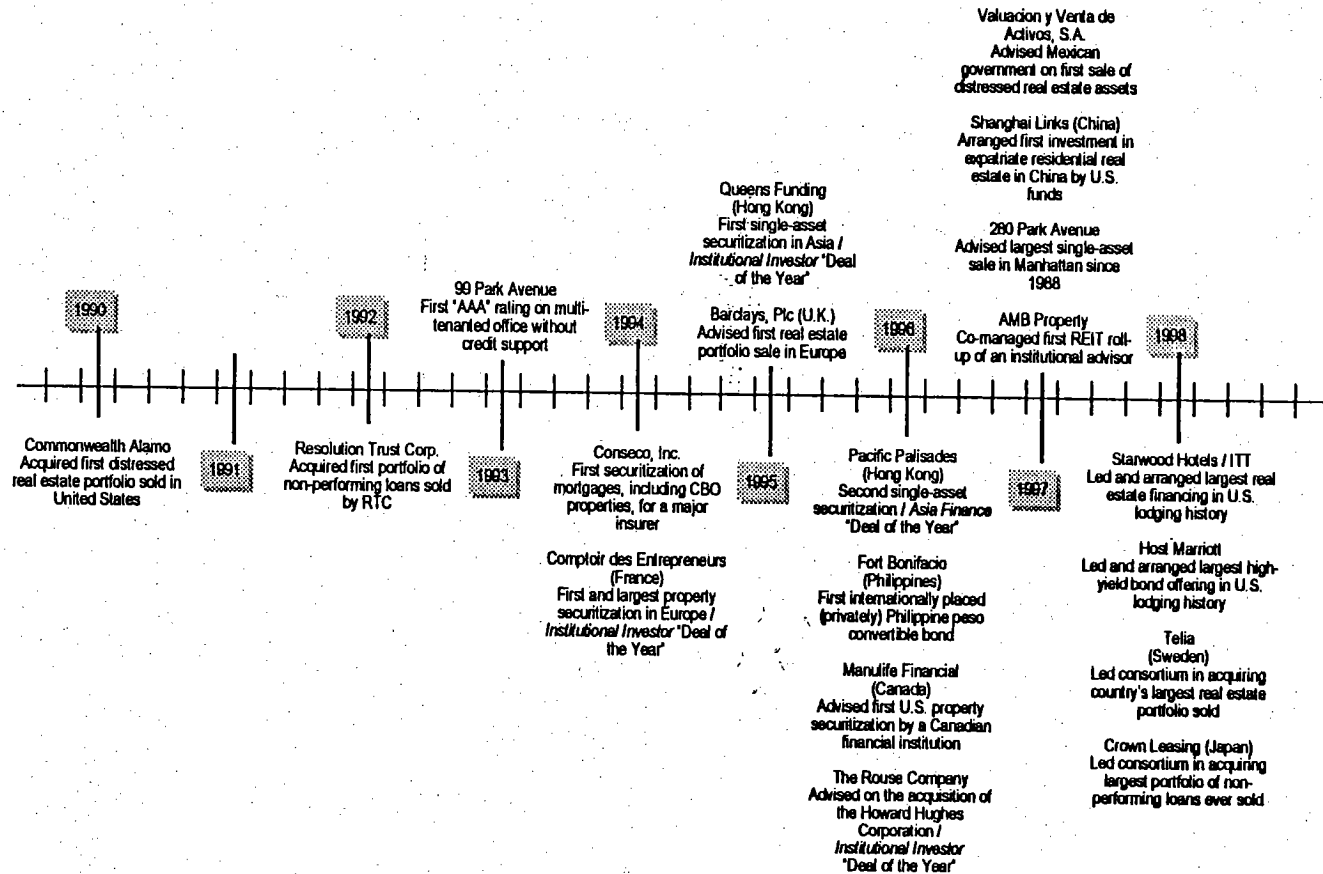 Valuacion y Venta de
Activos, S.A.
Advised Mexican
government on first sale of
distressed real estate assets
Shanghai Links (China)
Arranged first investment in
expatriate residential real
estate in China by U.S.
funds
280 Park Avenue
Advised largest single-asset
sale in Manhattan since
1988
AMB Property
Co-managed first REIT roll-
up of an institutional advisor
Queens Funding
(Hong Kong)
First single-asset
securitization in Asia /
Institutional Investor "Deal
of the Year"
Barclays, Plc (U.K.)
Advised first real estate
portfolio sale in Europe
99 Park Avenue
First "AAA" rating on multi-
tenanted office without
credit support
1990
1992
1994
1996
1998
Commonwealth Alamo
Acquired first distressed
real estate portfolio sold in
United States
1991
Resolution Trust Corp.
Acquired first portfolio of
non-performing loans sold
by RTC
1993
Conseco, Inc.
First securitization of
mortgages, including CBO
properties, for a major
insurer
Comptoir des Entrepreneurs
(France)
First and largest property
securitization in Europe /
Institutional Investor "Deal of
the Year"
1995
Pacific Palisades
(Hong Kong)
Second single-asset
securitization / Asia Finance
"Deal of the Year"
Fort Bonifacio
(Philippines)
First internationally placed
(privately) Philippine peso
convertible bond
Manulife Financial
(Canada)
Advised first U.S. property
securitization by a Canadian
financial institution
The Rouse Company
Advised on the acquisition of
the Howard Hughes
Corporation /
Institutional Investor
"Deal of the Year"
1997
Starwood Hotels / ITT
Led and arranged largest real
estate financing in U.S.
lodging history
Host Marriott
Led and arranged largest high-
yield bond offering in U.S.
lodging history
Telia
(Sweden)
Led consortium in acquiring
country's largest real estate
portfolio sold
Crown Leasing (Japan)
Led consortium in acquiring
largest portfolio of non-
performing loans ever sold